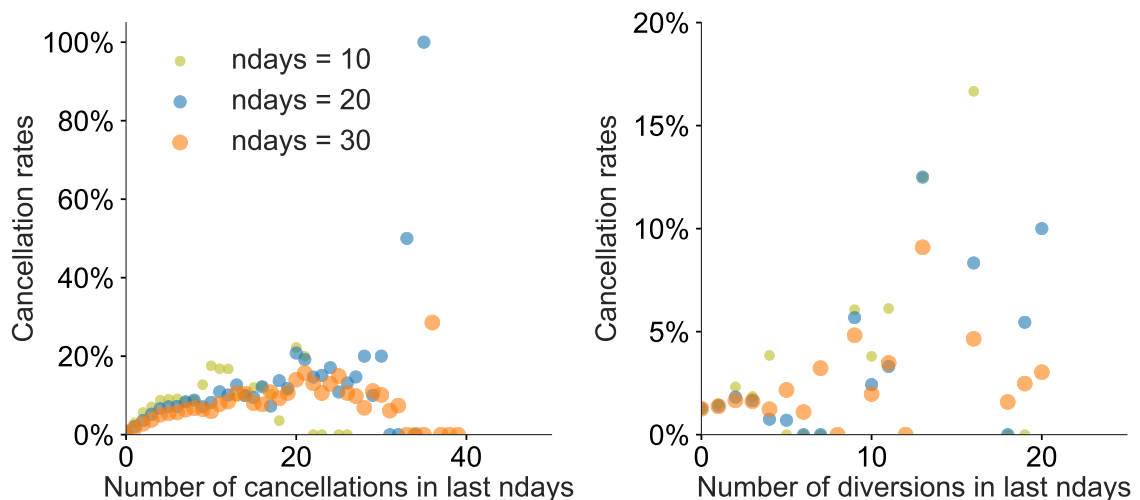 Cancellation rates
100%
80%
60%
40%
20%
0%
ndays = 10
ndays = 20
ndays = 30
0
20
40
Number of cancellations in last ndays
Cancellation rates
20%
15%
10%
5%
0%
0
10
20
Number of diversions in last ndays